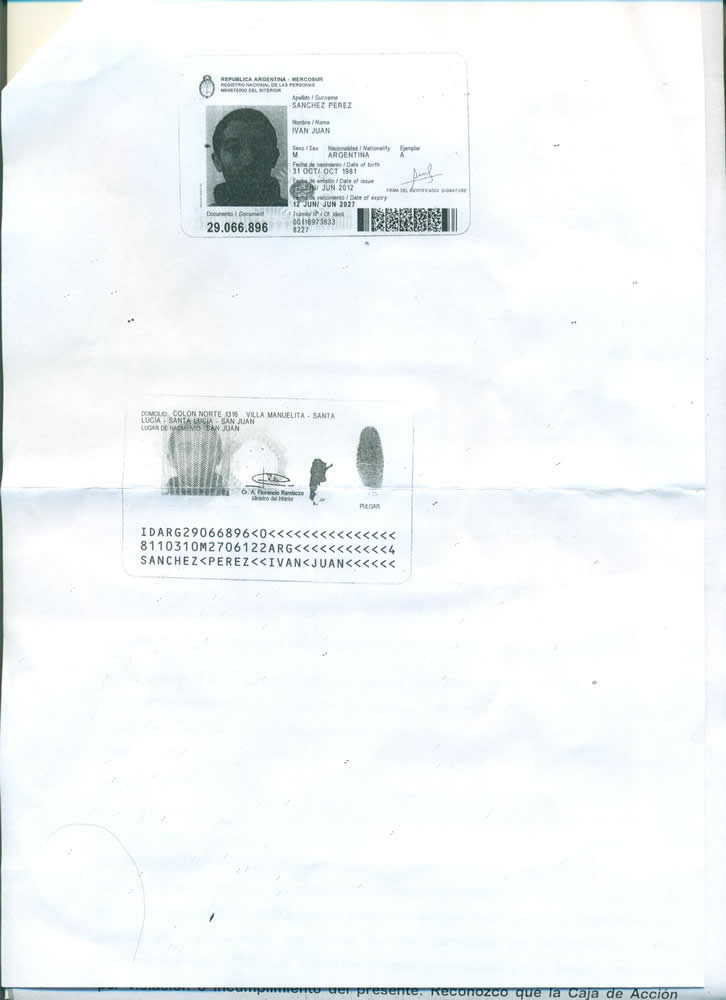 REPUBLICA ARGENTINA - MERCOSUR
REGISTRO NACIONAL DE LAS PERSONAS
MINISTERIO DEL INTERIOR
Apellido / Surname
SANCHEZ PEREZ
Nombre / Name
IVAN JUAN
Sexo / Sex Nacionalidad / Nationality Ejemplar
M ARGENTINA A
Fecha de nacimiento / Date of birth
31 OCT/ OCT 1981
Fecha de emisión / Date of issue
12 JUN/ JUN 2012
FIRMA DEL IDENTIFICADO/ SIGNATURE
Fecha de vencimiento / Date of expiry
12 JUN/ JUN 2027
Documento / Document
29.066.896
Trámite Nº / Of. Ident
00116973833
8227
DOMICILIO: COLON NORTE 1316 VILLA MANUELITA - SANTA
LUCIA - SANTA LUCIA - SAN JUAN
LUGAR DE NACIMIENTO: SAN JUAN
Cr. A. Florencio Randazzo
Ministro del Interior
PULGAR
IDARG29066896<0<<<<<<<<<<<<<<<
8110310M2706122ARG<<<<<<<<<<<4
SANCHEZ<PEREZ<<IVAN<JUAN<<<<<<
incumplimiento del presente. Reconozco que la Caja de Acción